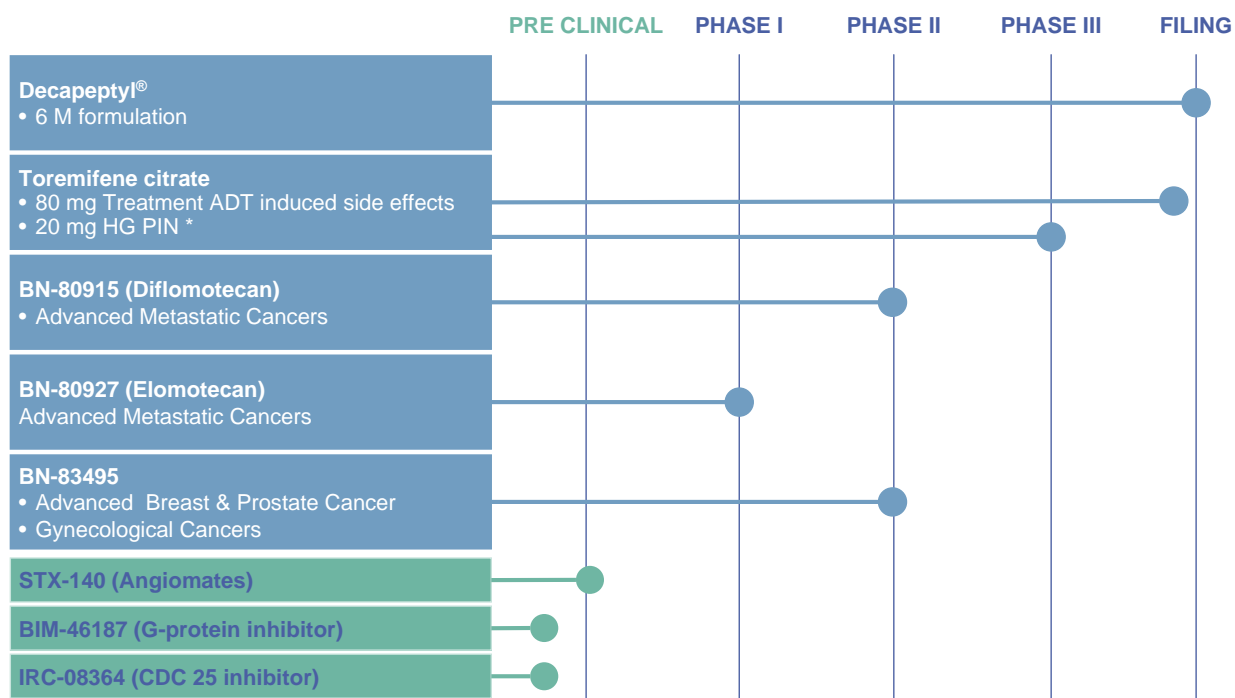 PRE CLINICAL PHASE I PHASE II PHASE III FILING
Decapeptyl®
• 6 M formulation
Toremifene citrate
• 80 mg Treatment ADT induced side effects
• 20 mg HG PIN *
BN-80915 (Diflomotecan)
• Advanced Metastatic Cancers
BN-80927 (Elomotecan)
Advanced Metastatic Cancers
BN-83495
• Advanced Breast & Prostate Cancer
• Gynecological Cancers
STX-140 (Angiomates)
BIM-46187 (G-protein inhibitor)
IRC-08364 (CDC 25 inhibitor)